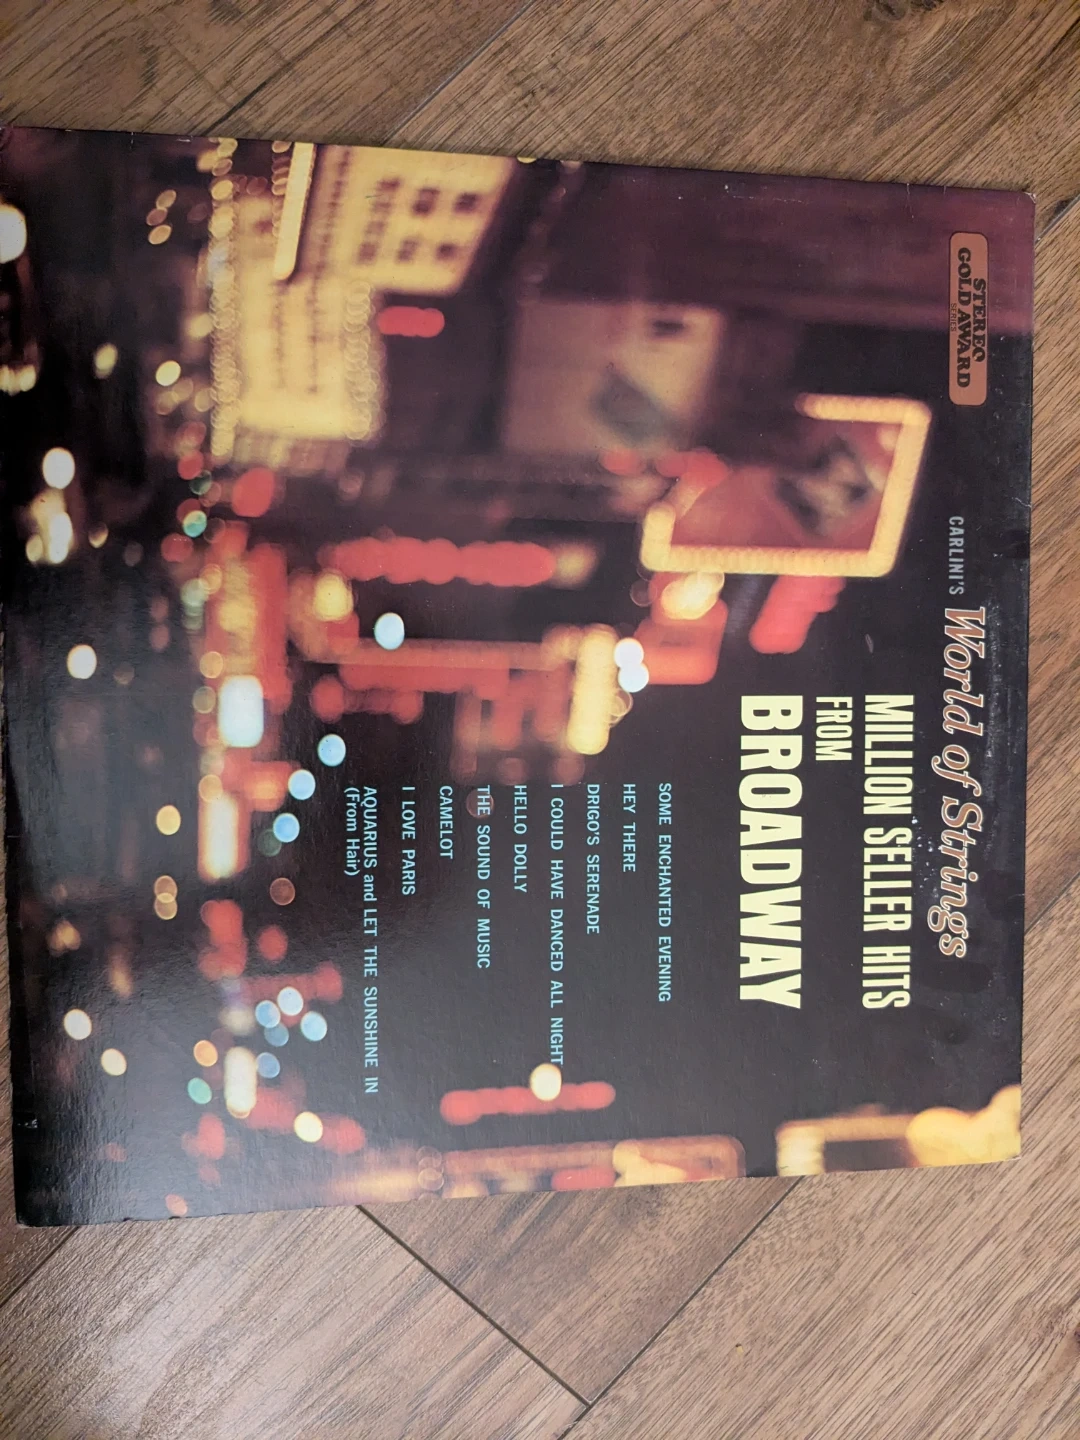 STEREO
GOLD AWARD
SERIES
CARLINI'S World of Strings
MILLION SELLER HITS
FROM
BROADWAY
SOME ENCHANTED EVENING
HEY THERE
DRIGO'S SERENADE
I COULD HAVE DANCED ALL NIGHT
HELLO DOLLY
THE SOUND OF MUSIC
CAMELOT
I LOVE PARIS
AQUARIUS and LET THE SUNSHINE IN
(From Hair)